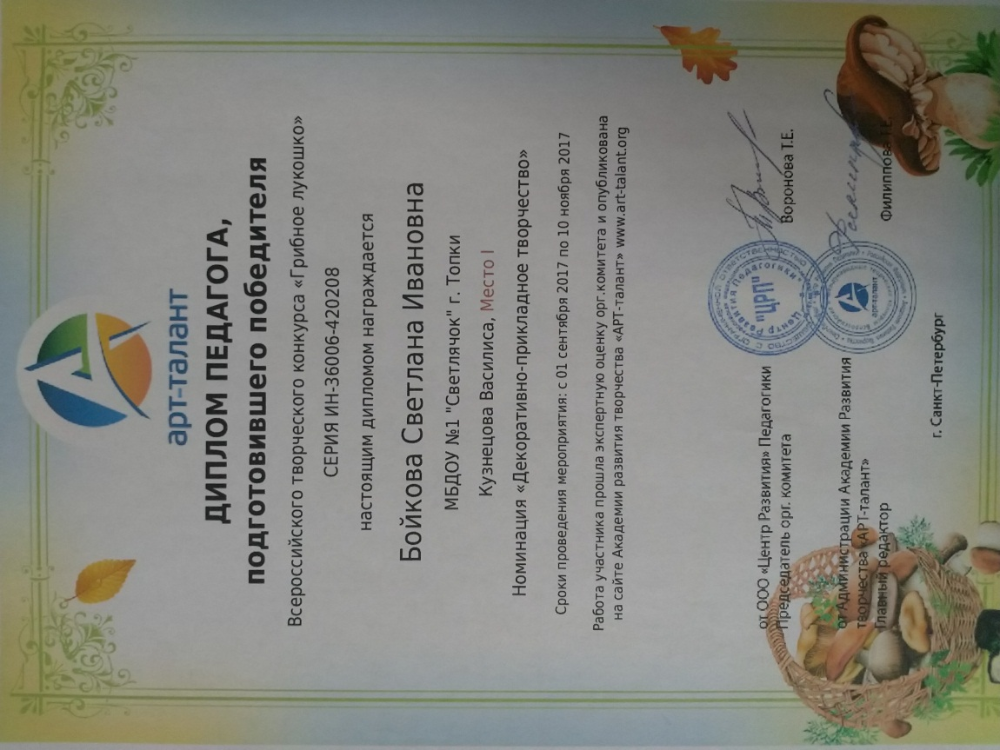 арт-талант
ДИПЛОМ ПЕДАГОГА,
подготовившего победителя
Всероссийского творческого конкурса «Грибное лукошко»
СЕРИЯ ИН-36006-420208
настоящим дипломом награждается
Бойкова Светлана Ивановна
МБДОУ №1 "Светлячок" г. Топки
Кузнецова Василиса, Место I
Номинация «Декоративно-прикладное творчество»
Сроки проведения мероприятия: с 01 сентября 2017 по 10 ноября 2017
Работа участника прошла экспертную оценку орг.комитета и опубликована
на сайте Академии развития творчества «АРТ-талант» www.art-talant.org
от ООО «Центр Развития» Педагогики
Председатель орг. комитета
Воронова Т.Е.
"ЦРП"
Центр Развития Педагогики
от Администрации Академии Развития
творчества «АРТ-талант»
Главный редактор
Филиппова Т.Е.
арт-талант
г. Санкт-Петербург